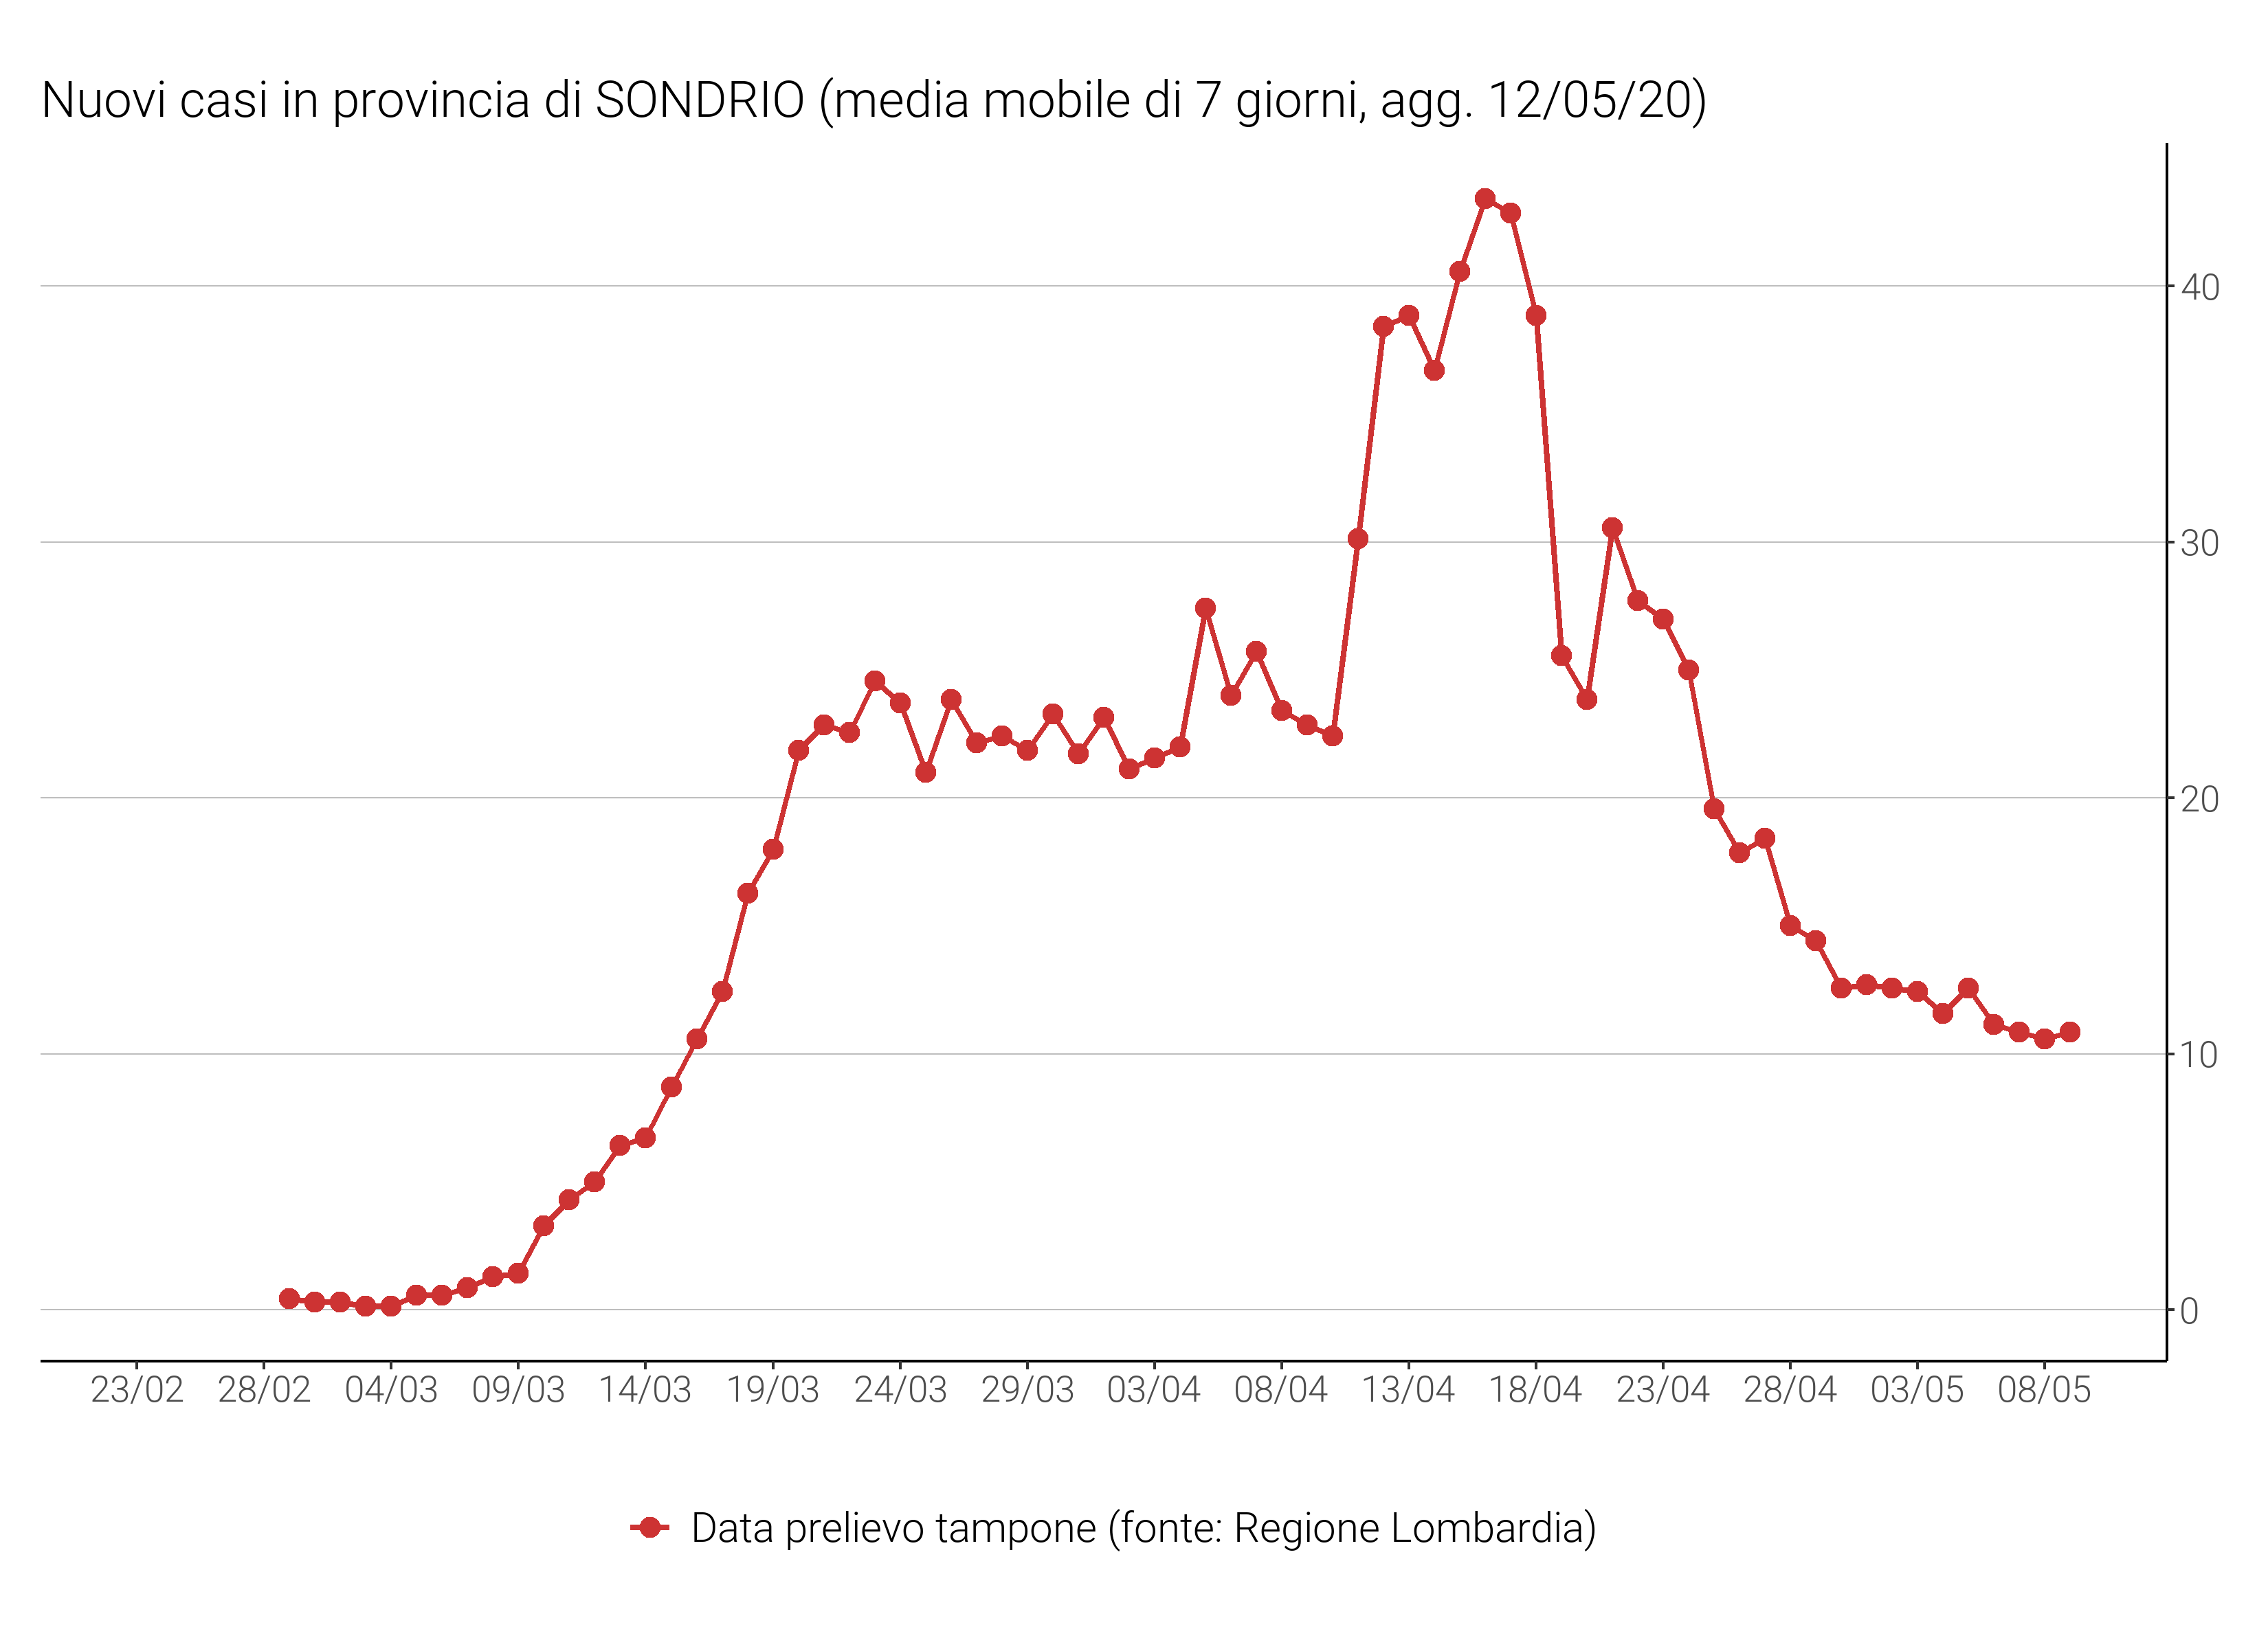 Nuovi casi in provincia di SONDRIO (media mobile di 7 giorni, agg. 12/05/20)
40
30
20
10
0
23/02 28/02 04/03 09/03 14/03 19/03 24/03 29/03 03/04 08/04 13/04 18/04 23/04 28/04 03/05 08/05
Data prelievo tampone (fonte: Regione Lombardia)